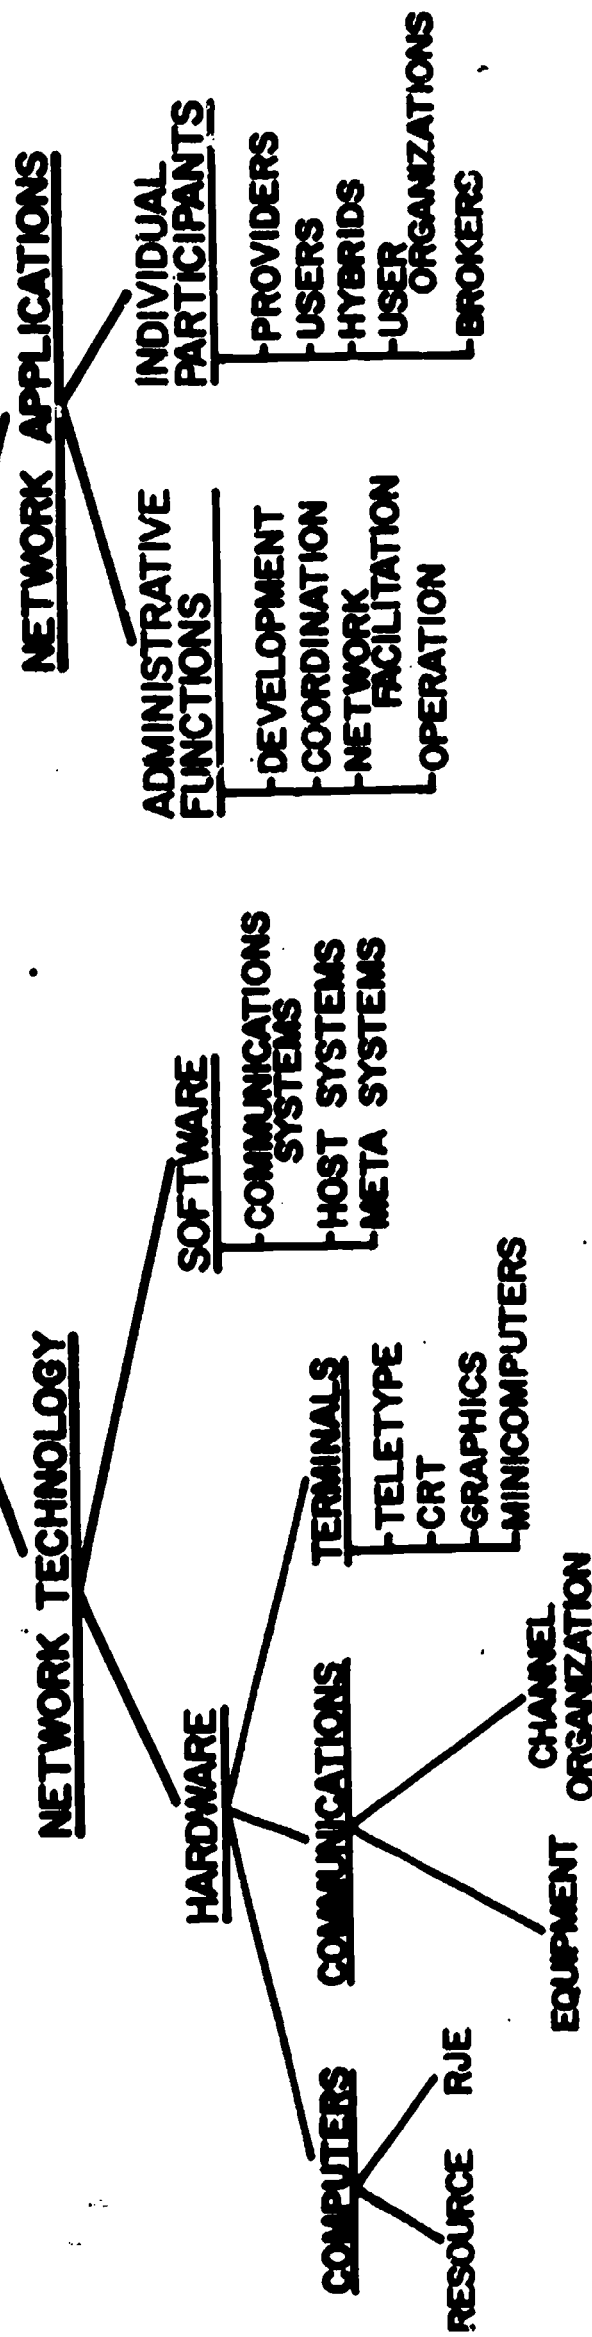 NETWORK TECHNOLOGY
HARDWARE
COMPUTERS
RESOURCE
RJE
COMMUNICATIONS
EQUIPMENT
CHANNEL
ORGANIZATION
TERMINALS
TELETYPE
CRT
GRAPHICS
MINICOMPUTERS
SOFTWARE
COMMUNICATIONS
SYSTEMS
HOST SYSTEMS
META SYSTEMS
NETWORK APPLICATIONS
ADMINISTRATIVE
FUNCTIONS
DEVELOPMENT
COORDINATION
NETWORK
FACILITATION
OPERATION
INDIVIDUAL
PARTICIPANTS
PROVIDERS
USERS
HYBRIDS
USER
ORGANIZATIONS
BROKERS